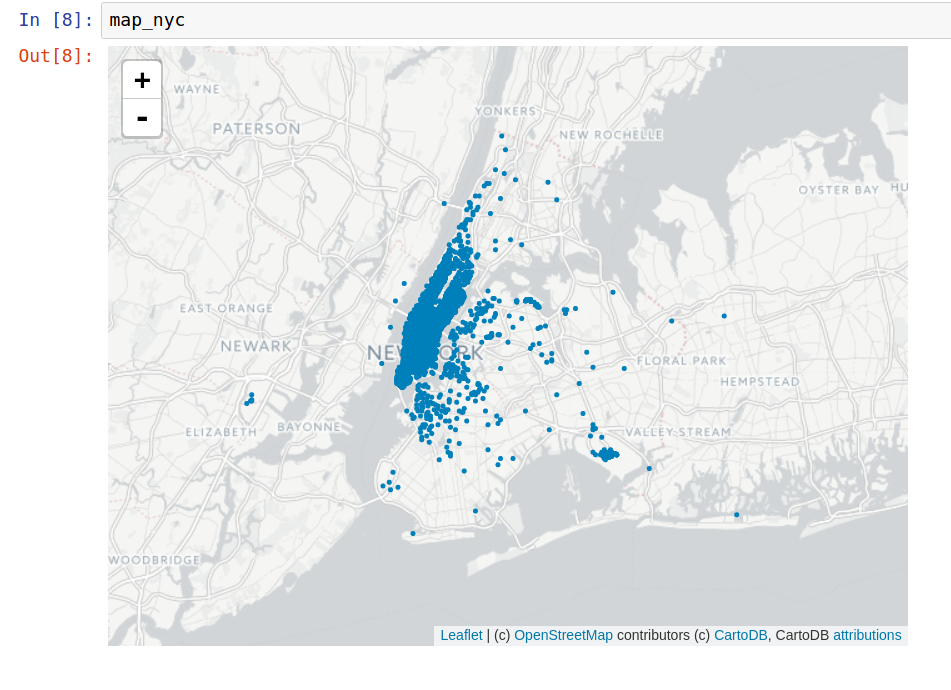 In [8]: map_nyc
Out[8]:
+
-
WAYNE
YONKERS
PATERSON
NEW ROCHELLE
OYSTER BAY HU
EAST ORANGE
NEWARK
NEW YORK
FLORAL PARK
HEMPSTEAD
ELIZABETH
BAYONNE
VALLEY STREAM
WOODBRIDGE
Leaflet | (c) OpenStreetMap contributors (c) CartoDB, CartoDB attributions